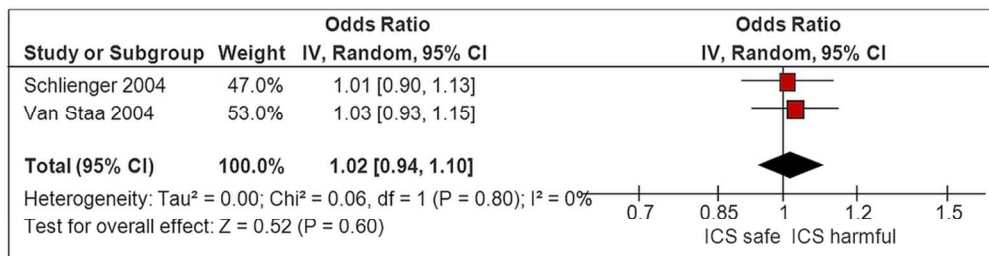 Odds Ratio Odds Ratio
Study or Subgroup Weight IV, Random, 95% CI IV, Random, 95% CI
Schlienger 2004 47.0% 1.01 [0.90, 1.13]
Van Staa 2004 53.0% 1.03 [0.93, 1.15]
Total (95% CI) 100.0% 1.02 [0.94, 1.10]
Heterogeneity: Tau² = 0.00; Chi² = 0.06, df = 1 (P = 0.80); I² = 0%
Test for overall effect: Z = 0.52 (P = 0.60)
0.7 0.85 1 1.2 1.5
ICS safe ICS harmful